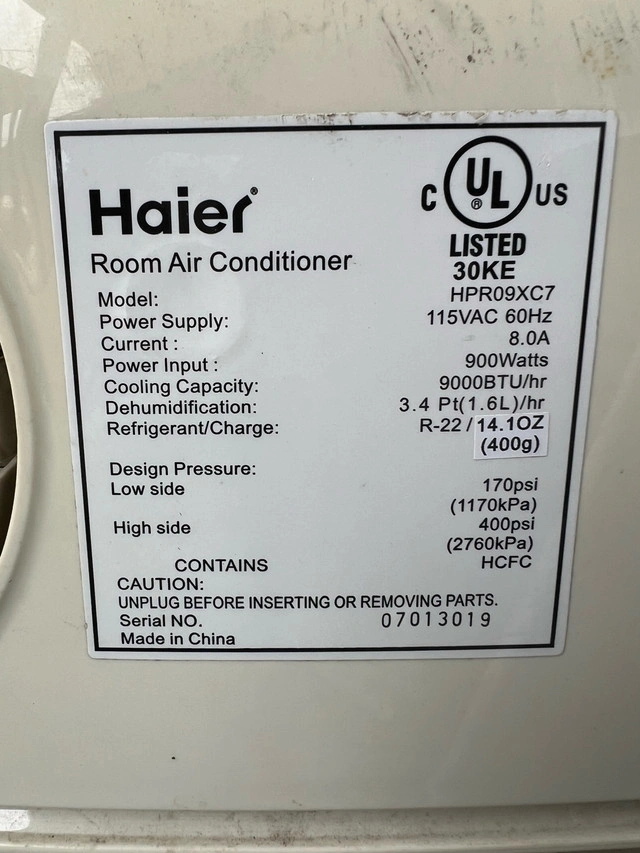 Haier®
C UL® US
Room Air Conditioner
LISTED
30KE
Model: HPR09XC7
Power Supply: 115VAC 60Hz
Current : 8.0A
Power Input : 900Watts
Cooling Capacity: 9000BTU/hr
Dehumidification: 3.4 Pt(1.6L)/hr
Refrigerant/Charge: R-22/14.1OZ
(400g)
Design Pressure:
Low side 170psi
(1170kPa)
High side 400psi
(2760kPa)
CONTAINS HCFC
CAUTION:
UNPLUG BEFORE INSERTING OR REMOVING PARTS.
Serial NO. 07013019
Made in China